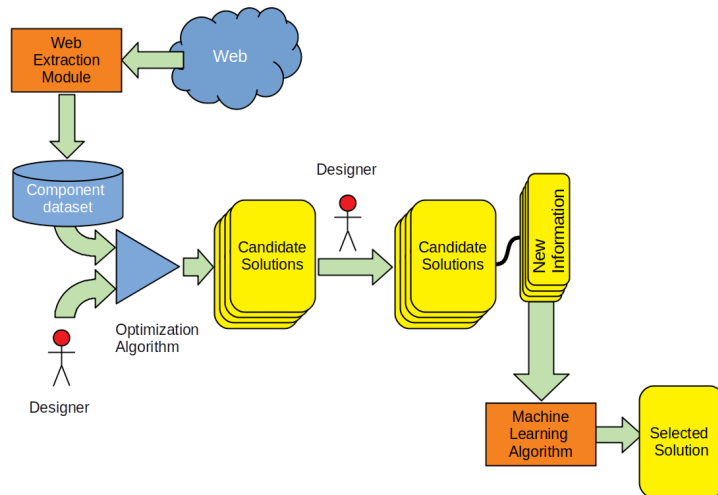 Web
Extraction
Module
Web
Component
dataset
Designer
Optimization
Algorithm
Candidate
Solutions
Designer
Candidate
Solutions
New
Information
Machine
Learning
Algorithm
Selected
Solution